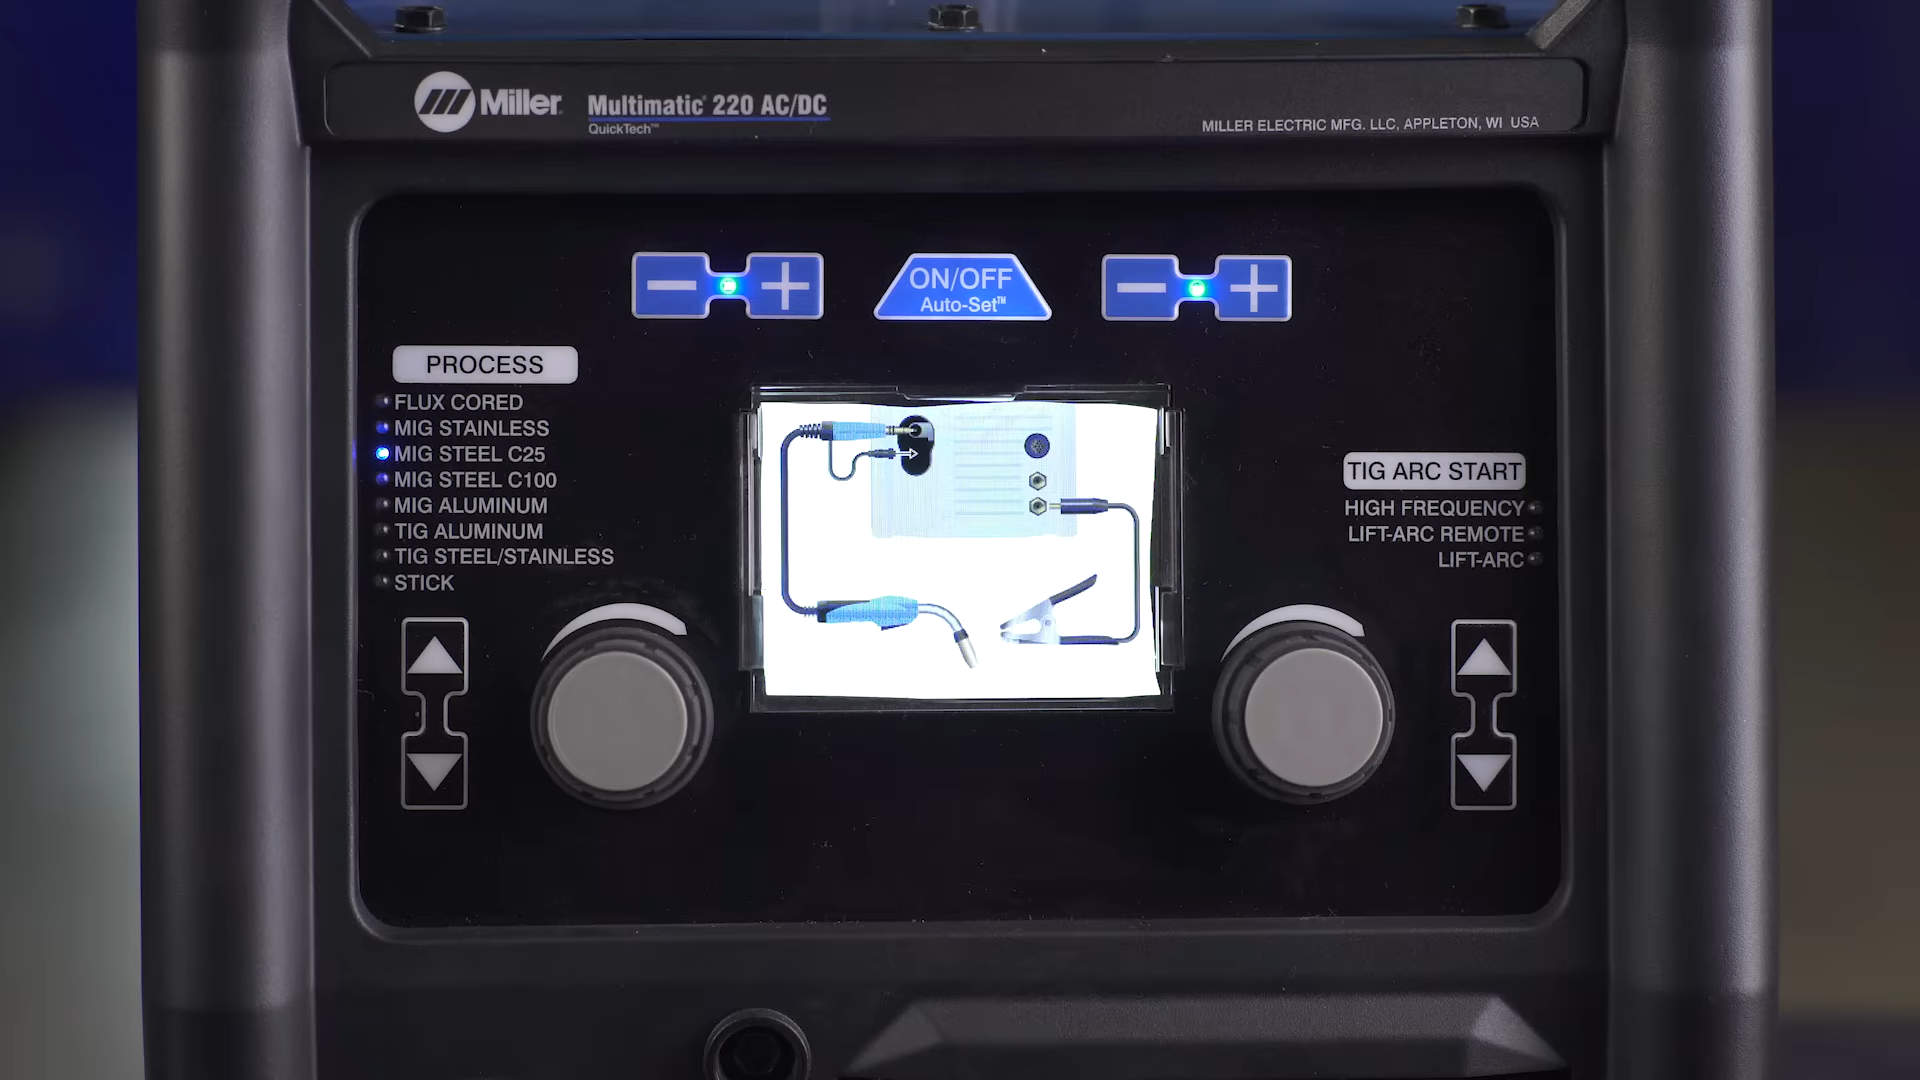 Miller® Multimatic® 220 AC/DC
QuickTech™
MILLER ELECTRIC MFG. LLC, APPLETON, WI USA
− +
ON/OFF
Auto-Set™
− +
PROCESS
FLUX CORED
MIG STAINLESS
MIG STEEL C25
MIG STEEL C100
MIG ALUMINUM
TIG ALUMINUM
TIG STEEL/STAINLESS
STICK
TIG ARC START
HIGH FREQUENCY
LIFT-ARC REMOTE
LIFT-ARC